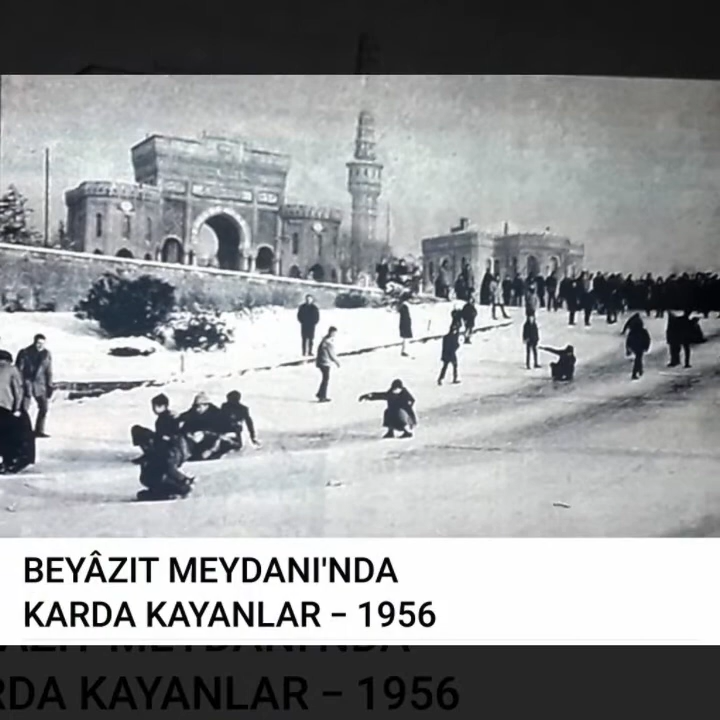 BEYÂZIT MEYDANI'NDA
KARDA KAYANLAR – 1956
RDA KAYANLAR – 1956